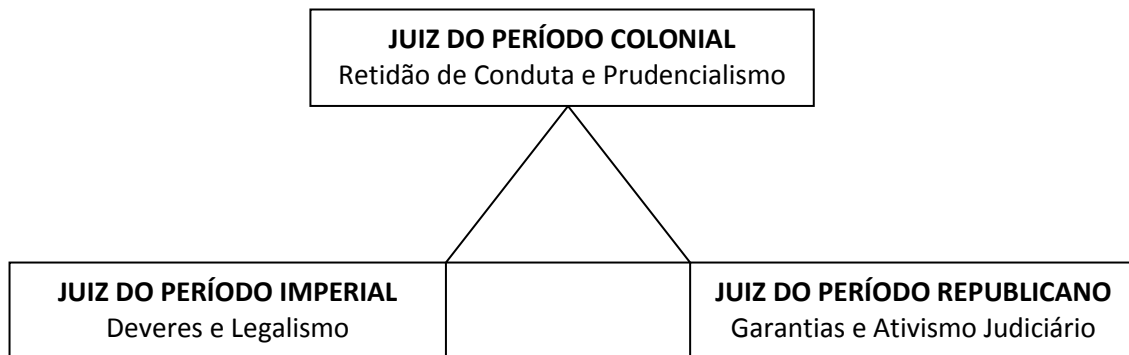 JUIZ DO PERÍODO COLONIAL
Retidão de Conduta e Prudencialismo
JUIZ DO PERÍODO IMPERIAL
Deveres e Legalismo
JUIZ DO PERÍODO REPUBLICANO
Garantias e Ativismo Judiciário